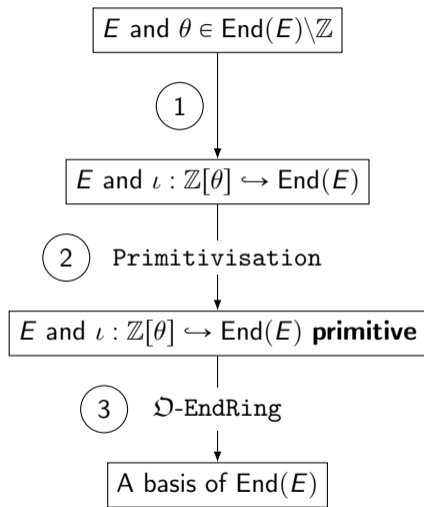 E and θ ∈ End(E)\ℤ
1
E and ι : ℤ[θ] ↪ End(E)
2 Primitivisation
E and ι : ℤ[θ] ↪ End(E) primitive
3 𝔒-EndRing
A basis of End(E)